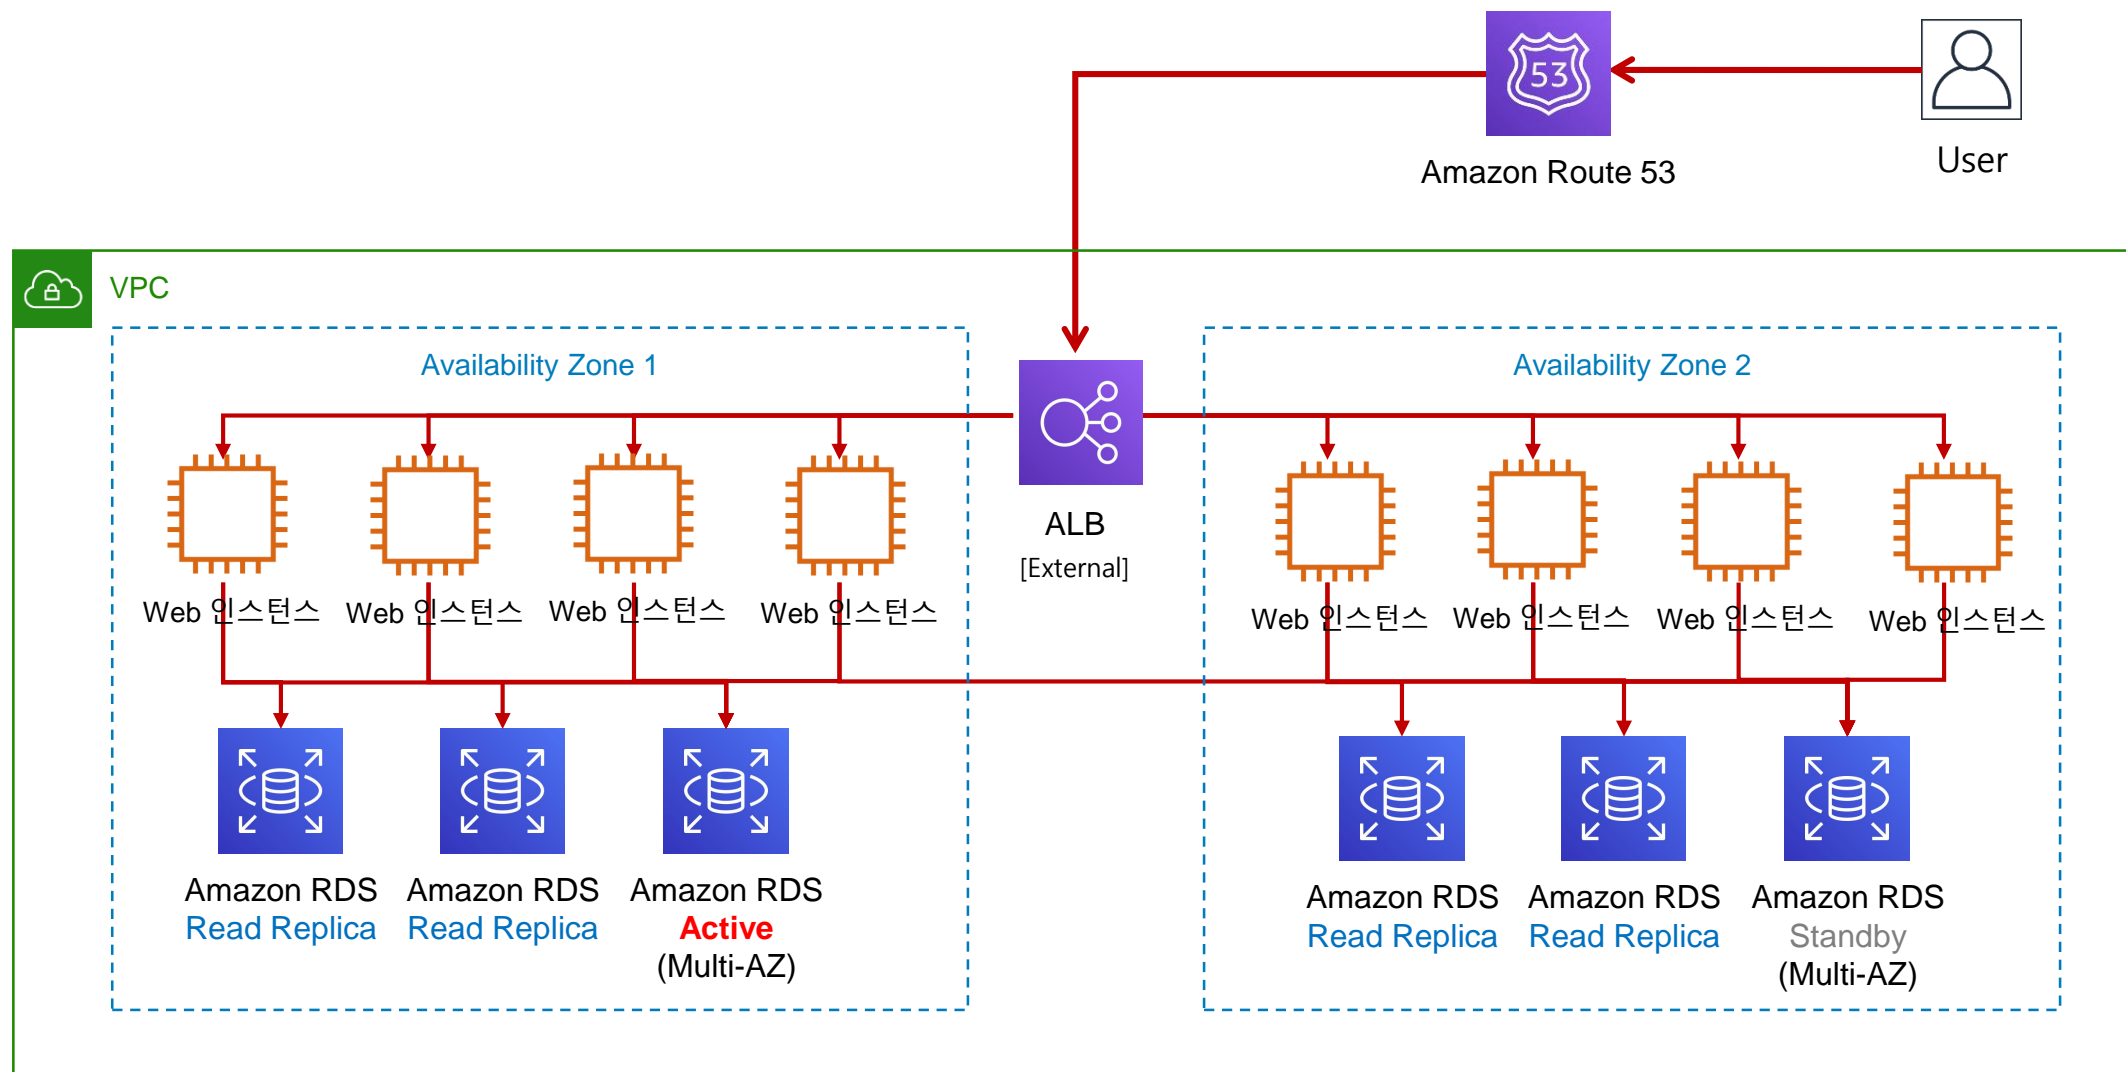 53
Amazon Route 53
User
VPC
Availability Zone 1
Availability Zone 2
ALB
[External]
Web 인스턴스
Web 인스턴스
Web 인스턴스
Web 인스턴스
Web 인스턴스
Web 인스턴스
Web 인스턴스
Web 인스턴스
Amazon RDS
Read Replica
Amazon RDS
Read Replica
Amazon RDS
Active
(Multi-AZ)
Amazon RDS
Read Replica
Amazon RDS
Read Replica
Amazon RDS
Standby
(Multi-AZ)